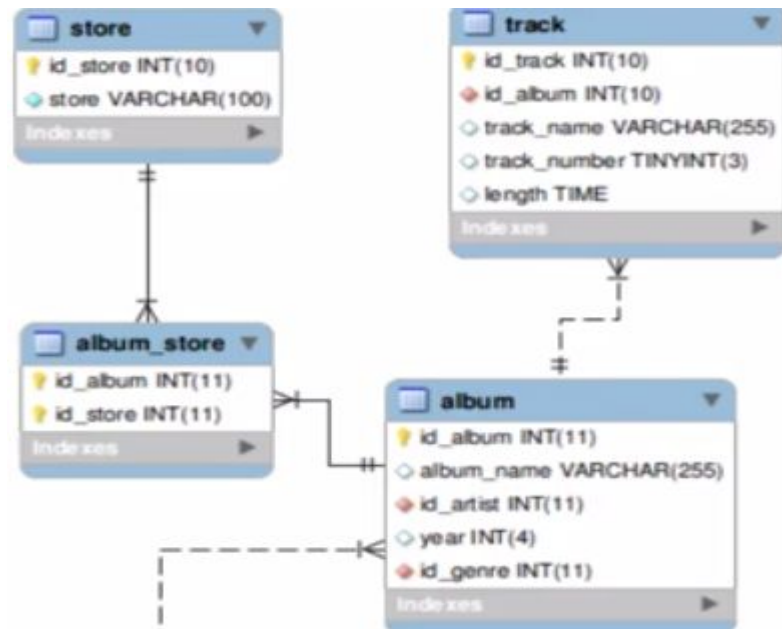 store
id_store INT(10)
store VARCHAR(100)
Indexes
track
id_track INT(10)
id_album INT(10)
track_name VARCHAR(255)
track_number TINYINT(3)
length TIME
Indexes
album_store
id_album INT(11)
id_store INT(11)
Indexes
album
id_album INT(11)
album_name VARCHAR(255)
id_artist INT(11)
year INT(4)
id_genre INT(11)
Indexes